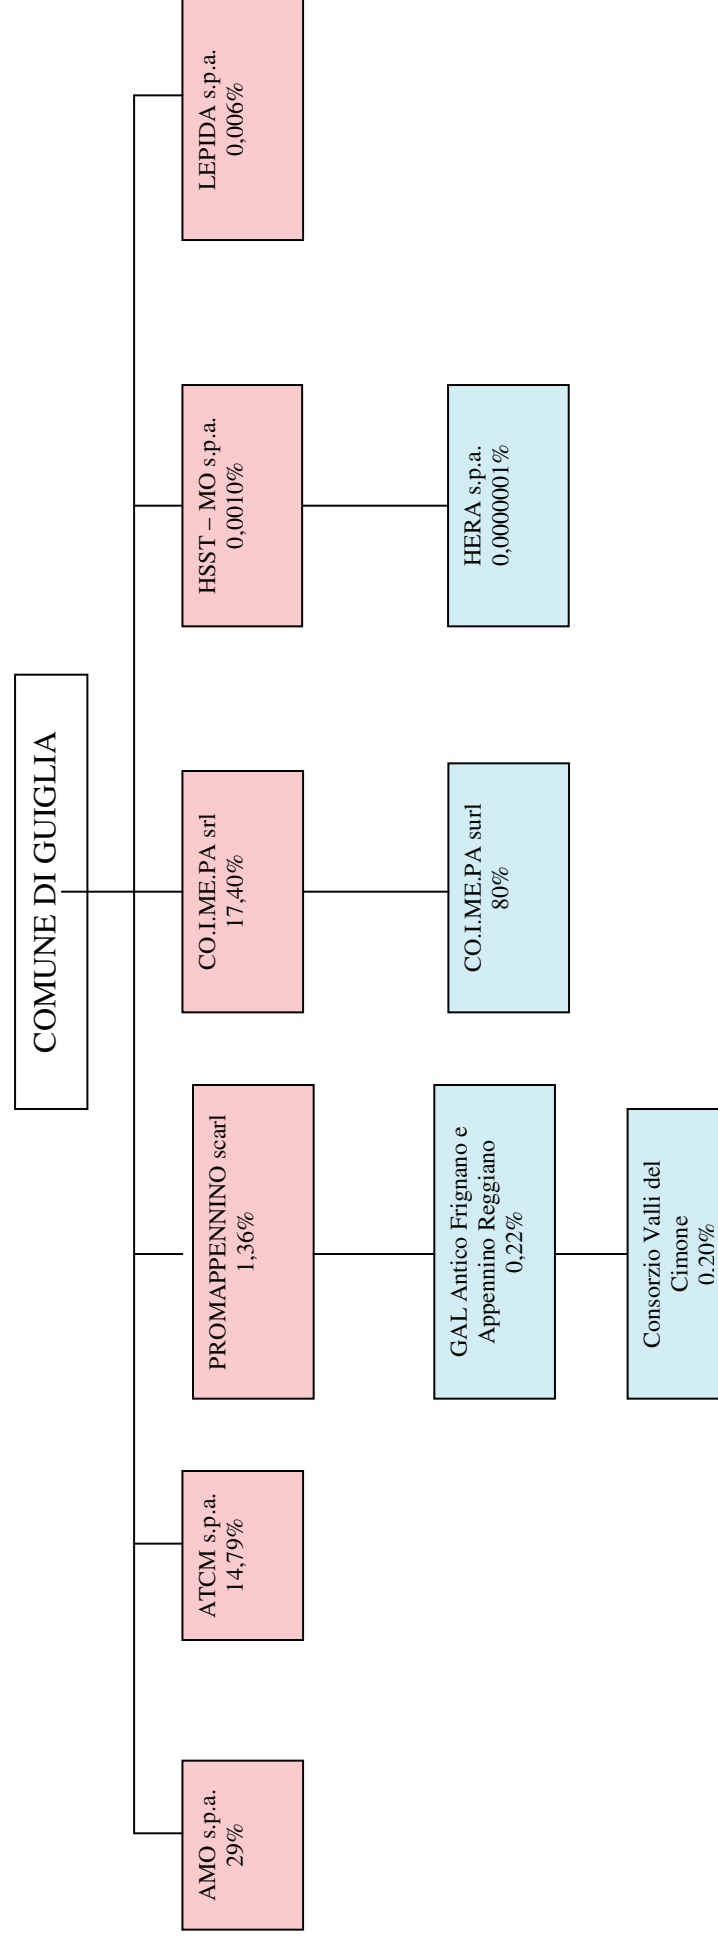 COMUNE DI GUIGLIA
AMO s.p.a.
29%
ATCM s.p.a.
14,79%
PROMAPPENNINO scarl
1,36%
CO.I.ME.PA srl
17,40%
HSST – MO s.p.a.
0,0010%
LEPIDA s.p.a.
0,006%
GAL Antico Frignano e
Appennino Reggiano
0,22%
CO.I.ME.PA surl
80%
HERA s.p.a.
0,0000001%
Consorzio Valli del
Cimone
0.20%